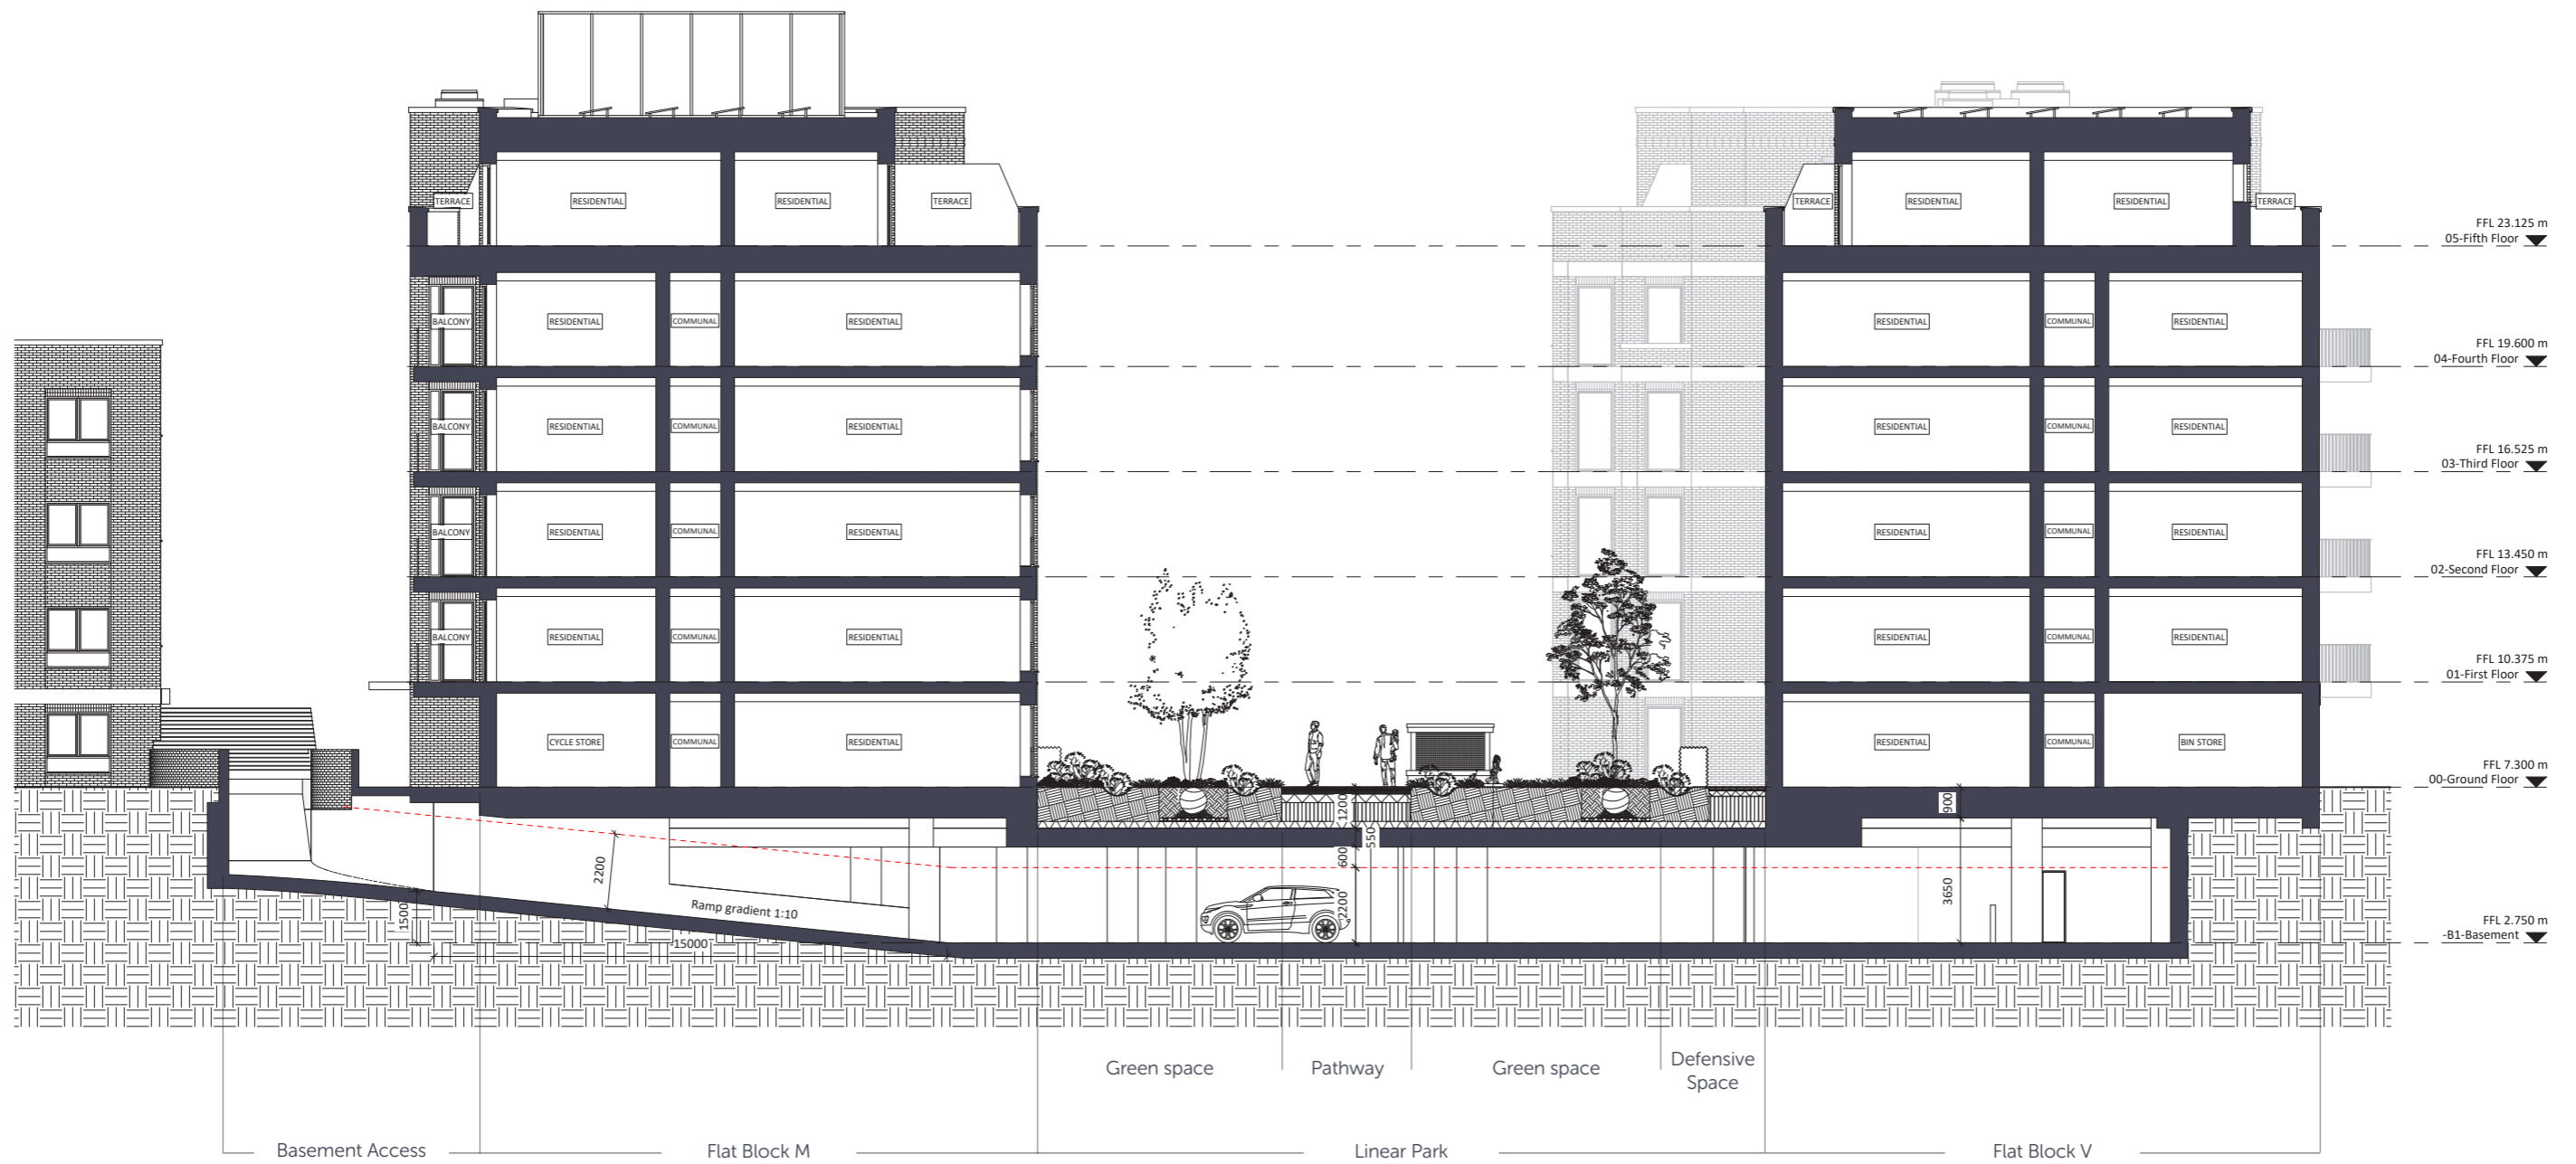 TERRACE
RESIDENTIAL
RESIDENTIAL
TERRACE
TERRACE
RESIDENTIAL
RESIDENTIAL
TERRACE
FFL 23.125 m
05-Fifth Floor
BALCONY
RESIDENTIAL
COMMUNAL
RESIDENTIAL
RESIDENTIAL
COMMUNAL
RESIDENTIAL
FFL 19.600 m
04-Fourth Floor
BALCONY
RESIDENTIAL
COMMUNAL
RESIDENTIAL
RESIDENTIAL
COMMUNAL
RESIDENTIAL
FFL 16.525 m
03-Third Floor
BALCONY
RESIDENTIAL
COMMUNAL
RESIDENTIAL
RESIDENTIAL
COMMUNAL
RESIDENTIAL
FFL 13.450 m
02-Second Floor
BALCONY
RESIDENTIAL
COMMUNAL
RESIDENTIAL
RESIDENTIAL
COMMUNAL
RESIDENTIAL
FFL 10.375 m
01-First Floor
CYCLE STORE
COMMUNAL
RESIDENTIAL
RESIDENTIAL
COMMUNAL
BIN STORE
FFL 7.300 m
00-Ground Floor
1200
900
550
600
2200
2200
3650
1500
Ramp gradient 1:10
15000
FFL 2.750 m
-B1-Basement
Green space
Pathway
Green space
Defensive
Space
Basement Access
Flat Block M
Linear Park
Flat Block V